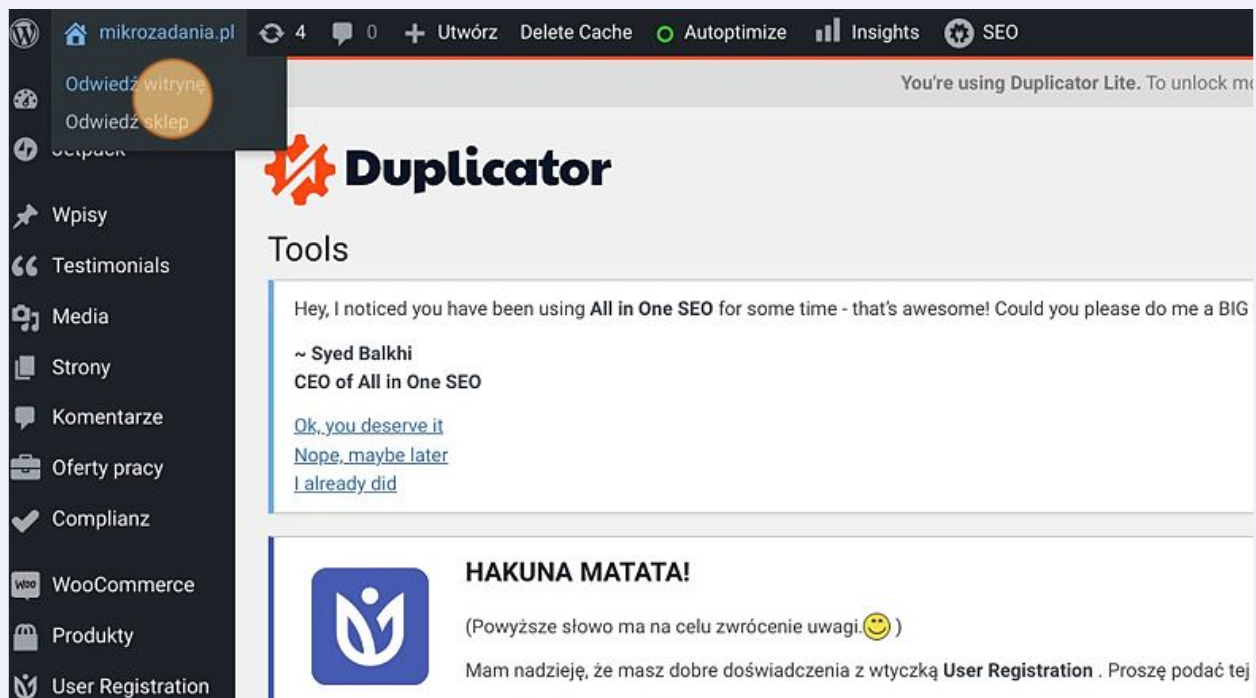 mikrozadania.pl 4 0 Utwórz Delete Cache Autoptimize Insights SEO
Odwiedź witrynę
Odwiedź sklep
You're using Duplicator Lite. To unlock
Duplicator
Jetpack
Wpisy
Tools
Testimonials
Hey, I noticed you have been using All in One SEO for some time - that's awesome! Could you please do me a BIG
Media
~ Syed Balkhi
Strony
CEO of All in One SEO
Komentarze
Ok, you deserve it
Nope, maybe later
Oferty pracy
I already did
Complianz
HAKUNA MATATA!
Woo WooCommerce
(Powyższe słowo ma na celu zwrócenie uwagi. )
Produkty
Mam nadzieję, że masz dobre doświadczenia z wtyczką User Registration . Proszę podać tej
User Registration